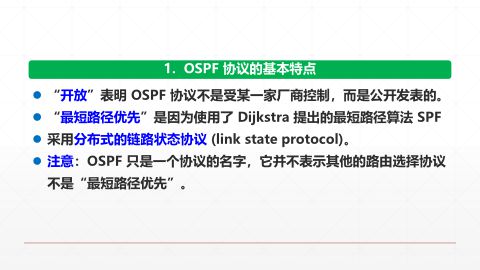 1. OSPF 协议的基本特点
“开放”表明 OSPF 协议不是受某一家厂商控制，而是公开发表的。
“最短路径优先”是因为使用了 Dijkstra 提出的最短路径算法 SPF
采用分布式的链路状态协议 (link state protocol)。
注意：OSPF 只是一个协议的名字，它并不表示其他的路由选择协议
不是“最短路径优先”。